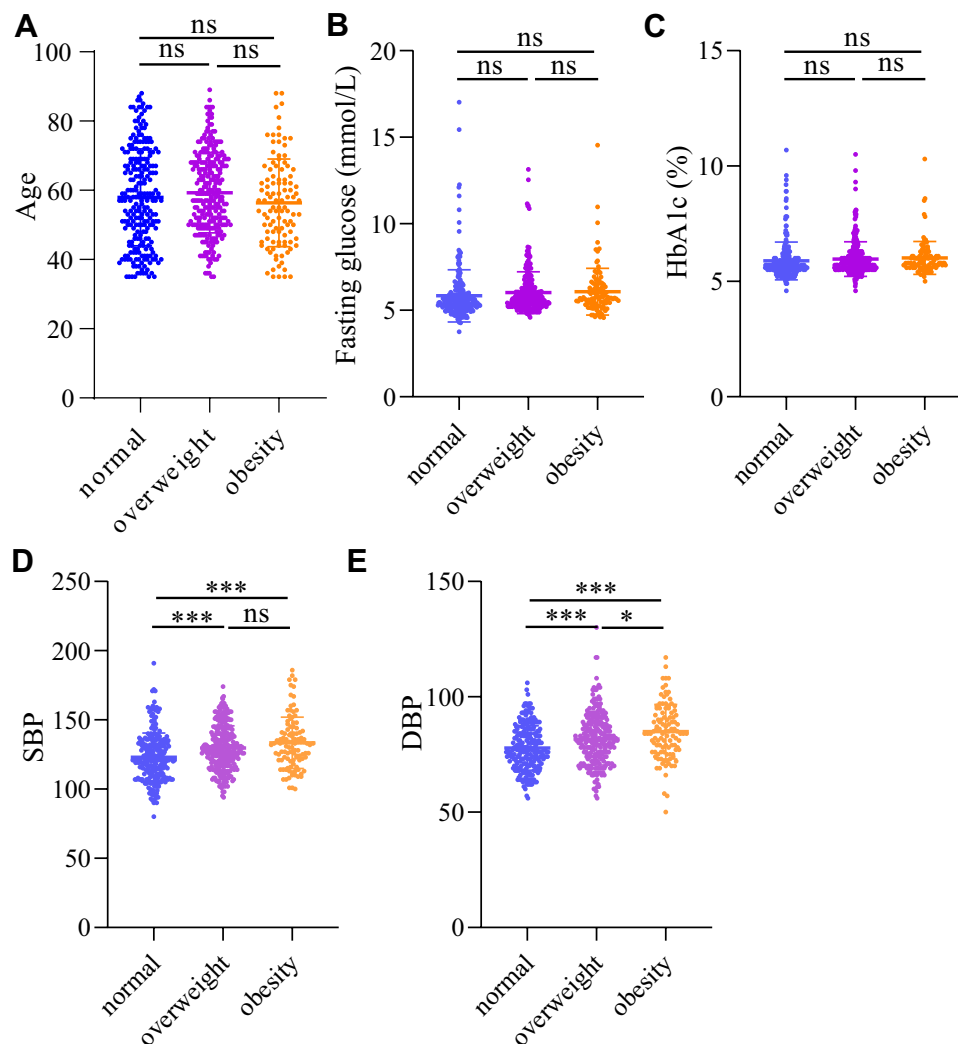 A
ns
ns
ns
100
80
60
40
20
0
Age
normal
overweight
obesity
B
ns
ns
ns
20
15
10
5
0
Fasting glucose (mmol/L)
normal
overweight
obesity
C
ns
ns
ns
15
10
5
0
HbA1c (%)
normal
overweight
obesity
D
***
***
ns
250
200
150
100
50
0
SBP
normal
overweight
obesity
E
***
***
*
150
100
50
0
DBP
normal
overweight
obesity